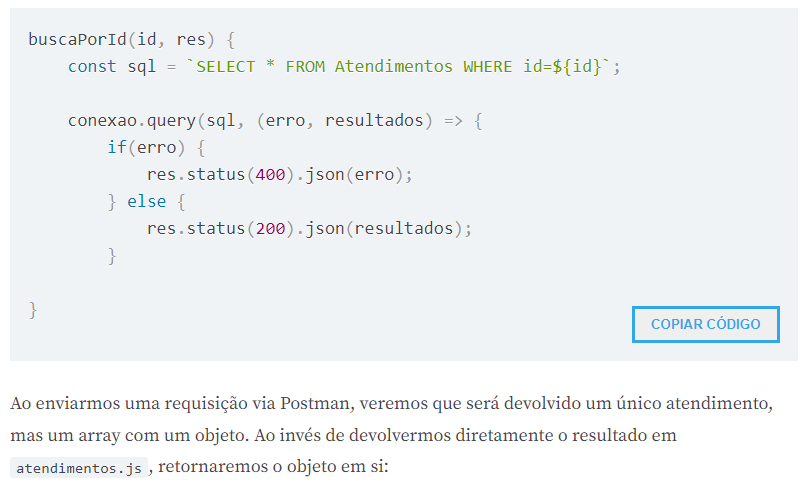 buscaPorId(id, res) {
    const sql = `SELECT * FROM Atendimentos WHERE id=${id}`;

    conexao.query(sql, (erro, resultados) => {
        if(erro) {
            res.status(400).json(erro);
        } else {
            res.status(200).json(resultados);
        }

}
COPIAR CÓDIGO
Ao enviarmos uma requisição via Postman, veremos que será devolvido um único atendimento,
mas um array com um objeto. Ao invés de devolvermos diretamente o resultado em
atendimentos.js, retornaremos o objeto em si: